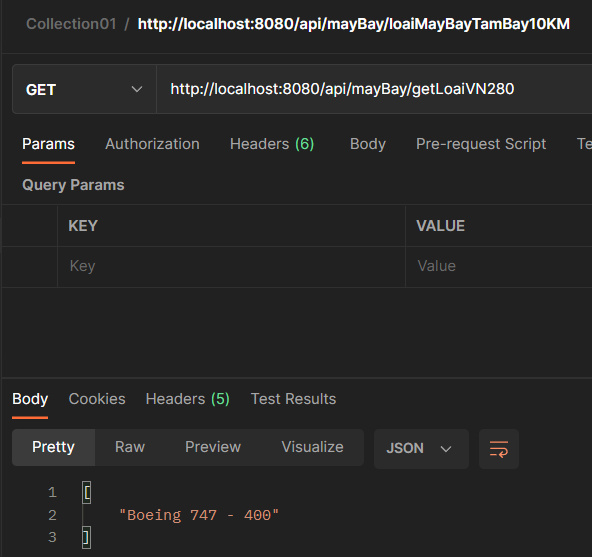 Collection01 / http://localhost:8080/api/mayBay/loaiMayBayTamBay10KM
GET http://localhost:8080/api/mayBay/getLoaiVN280
Params Authorization Headers (6) Body Pre-request Script Te
Query Params
KEY VALUE
Key Value
Body Cookies Headers (5) Test Results
Pretty Raw Preview Visualize JSON
1 [
2 "Boeing 747 - 400"
3 ]